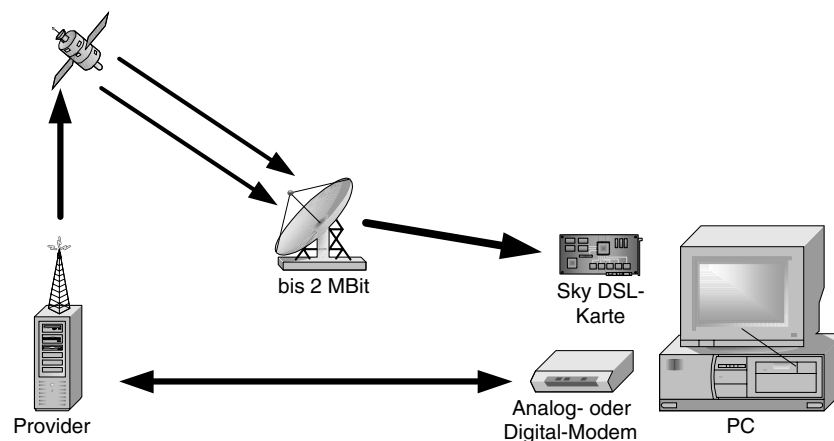 bis 2 MBit
Sky DSL-
Karte
Provider
Analog- oder
Digital-Modem
PC